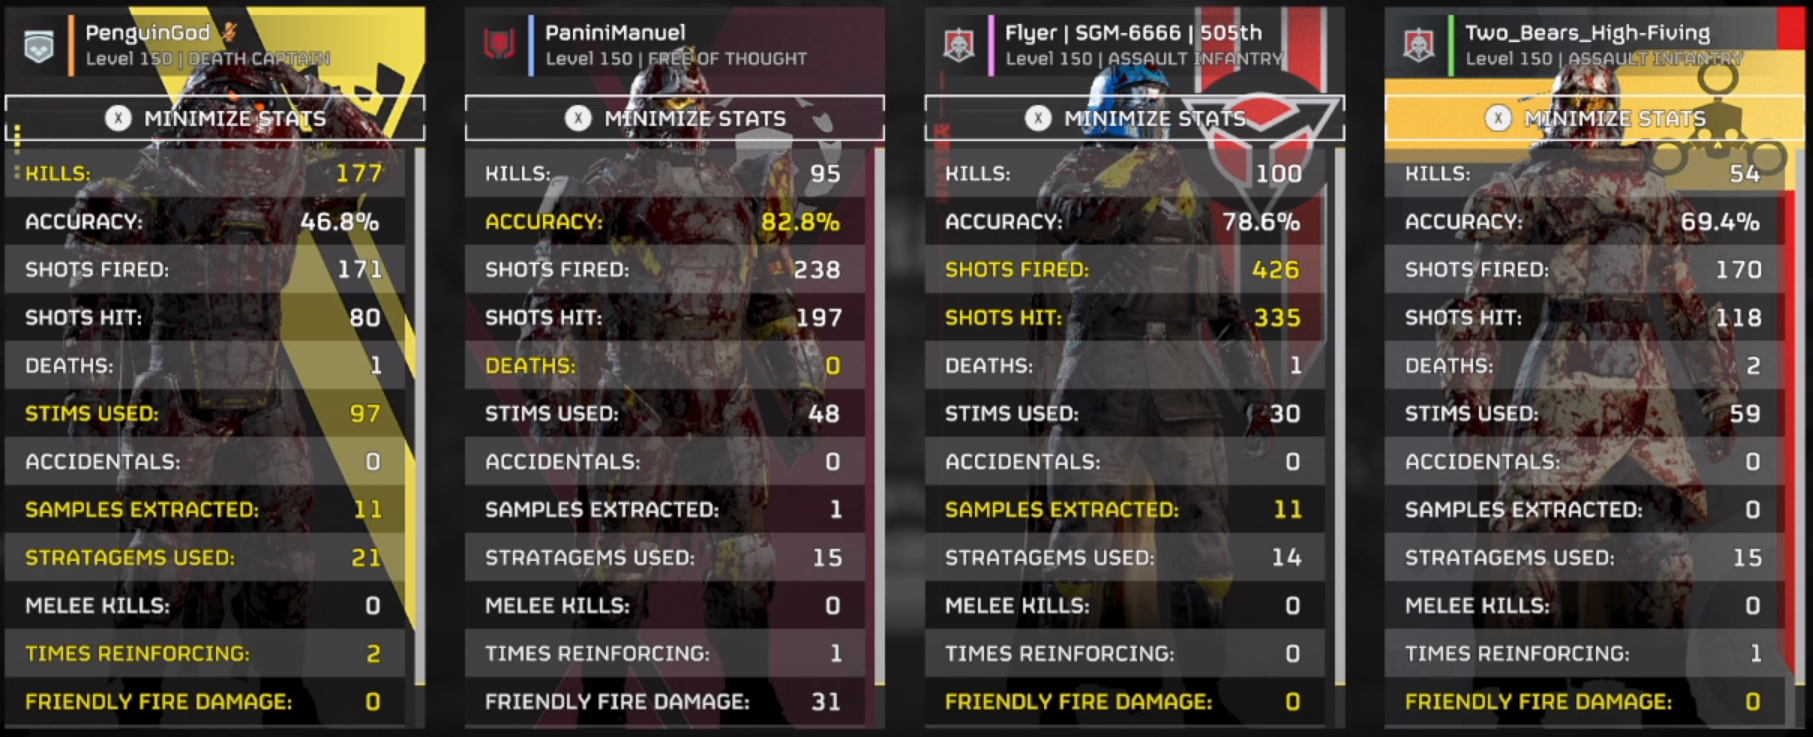 PenguinGod
Level 150 | DEATH CAPTAIN
X MINIMIZE STATS
KILLS: 177
ACCURACY: 46.8%
SHOTS FIRED: 171
SHOTS HIT: 80
DEATHS: 1
STIMS USED: 97
ACCIDENTALS: 0
SAMPLES EXTRACTED: 11
STRATAGEMS USED: 21
MELEE KILLS: 0
TIMES REINFORCING: 2
FRIENDLY FIRE DAMAGE: 0
PaniniManuel
Level 150 | FREE OF THOUGHT
X MINIMIZE STATS
KILLS: 95
ACCURACY: 82.8%
SHOTS FIRED: 238
SHOTS HIT: 197
DEATHS: 0
STIMS USED: 48
ACCIDENTALS: 0
SAMPLES EXTRACTED: 1
STRATAGEMS USED: 15
MELEE KILLS: 0
TIMES REINFORCING: 1
FRIENDLY FIRE DAMAGE: 31
Flyer | SGM-6666 | 505th
Level 150 | ASSAULT INFANTRY
X MINIMIZE STATS
KILLS: 100
ACCURACY: 78.6%
SHOTS FIRED: 426
SHOTS HIT: 335
DEATHS: 1
STIMS USED: 30
ACCIDENTALS: 0
SAMPLES EXTRACTED: 11
STRATAGEMS USED: 14
MELEE KILLS: 0
TIMES REINFORCING: 0
FRIENDLY FIRE DAMAGE: 0
Two_Bears_High-Fiving
Level 150 | ASSAULT INFANTRY
X MINIMIZE STATS
KILLS: 54
ACCURACY: 69.4%
SHOTS FIRED: 170
SHOTS HIT: 118
DEATHS: 2
STIMS USED: 59
ACCIDENTALS: 0
SAMPLES EXTRACTED: 0
STRATAGEMS USED: 15
MELEE KILLS: 0
TIMES REINFORCING: 1
FRIENDLY FIRE DAMAGE: 0